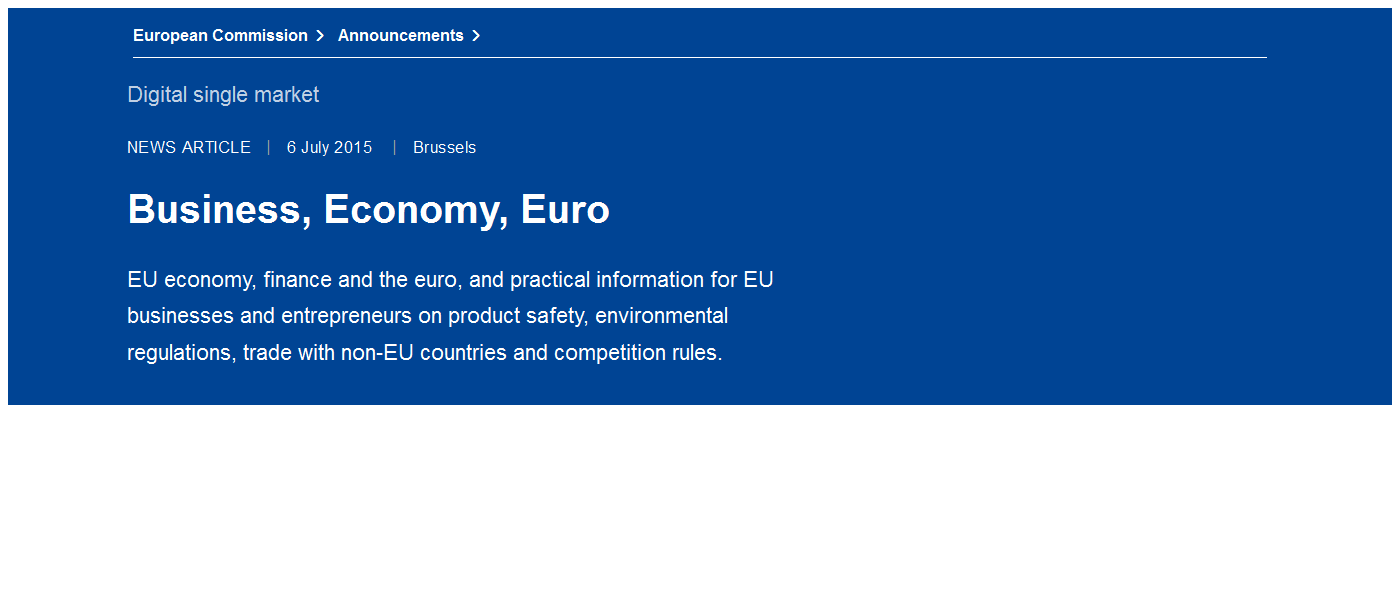 European Commission > Announcements >
Digital single market
NEWS ARTICLE | 6 July 2015 | Brussels
Business, Economy, Euro
EU economy, finance and the euro, and practical information for EU
businesses and entrepreneurs on product safety, environmental
regulations, trade with non-EU countries and competition rules.